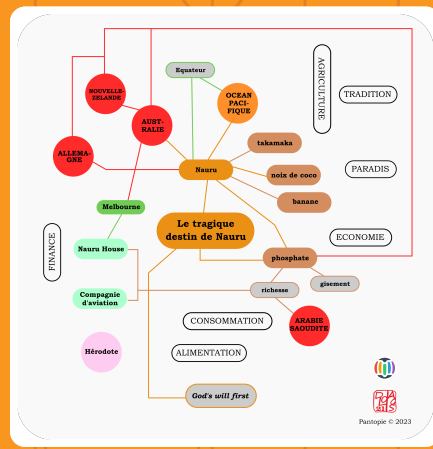 Equateur
AGRICULTURE
NOUVELLE-
ZELANDE
OCEAN
PACI-
FIQUE
TRADITION
AUST-
RALIE
takamaka
ALLEMA-
GNE
Nauru
noix de coco
PARADIS
banane
Melbourne
Le tragique
destin de Nauru
ECONOMIE
FINANCE
Nauru House
phosphate
gisement
richesse
Compagnie
d'aviation
CONSOMMATION
ARABIE
SAOUDITE
Hérodote
ALIMENTATION
God's will first
Pantopie © 2023